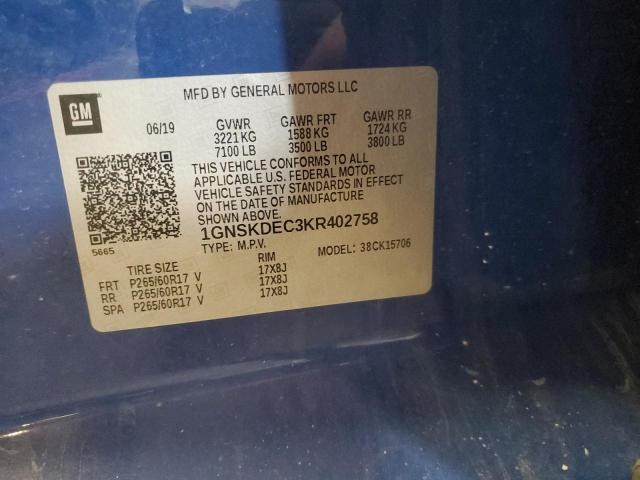 MFD BY GENERAL MOTORS LLC
GM
06/19 GVWR GAWR FRT GAWR RR
3221 KG 1588 KG 1724 KG
7100 LB 3500 LB 3800 LB
THIS VEHICLE CONFORMS TO ALL
APPLICABLE U.S. FEDERAL MOTOR
VEHICLE SAFETY STANDARDS IN EFFECT
ON THE DATE OF MANUFACTURE
SHOWN ABOVE.
1GNSKDEC3KR402758
5665
TYPE: M.P.V. MODEL: 38CK15706
TIRE SIZE RIM
FRT P265/60R17 V 17X8J
RR P265/60R17 V 17X8J
SPA P265/60R17 V 17X8J